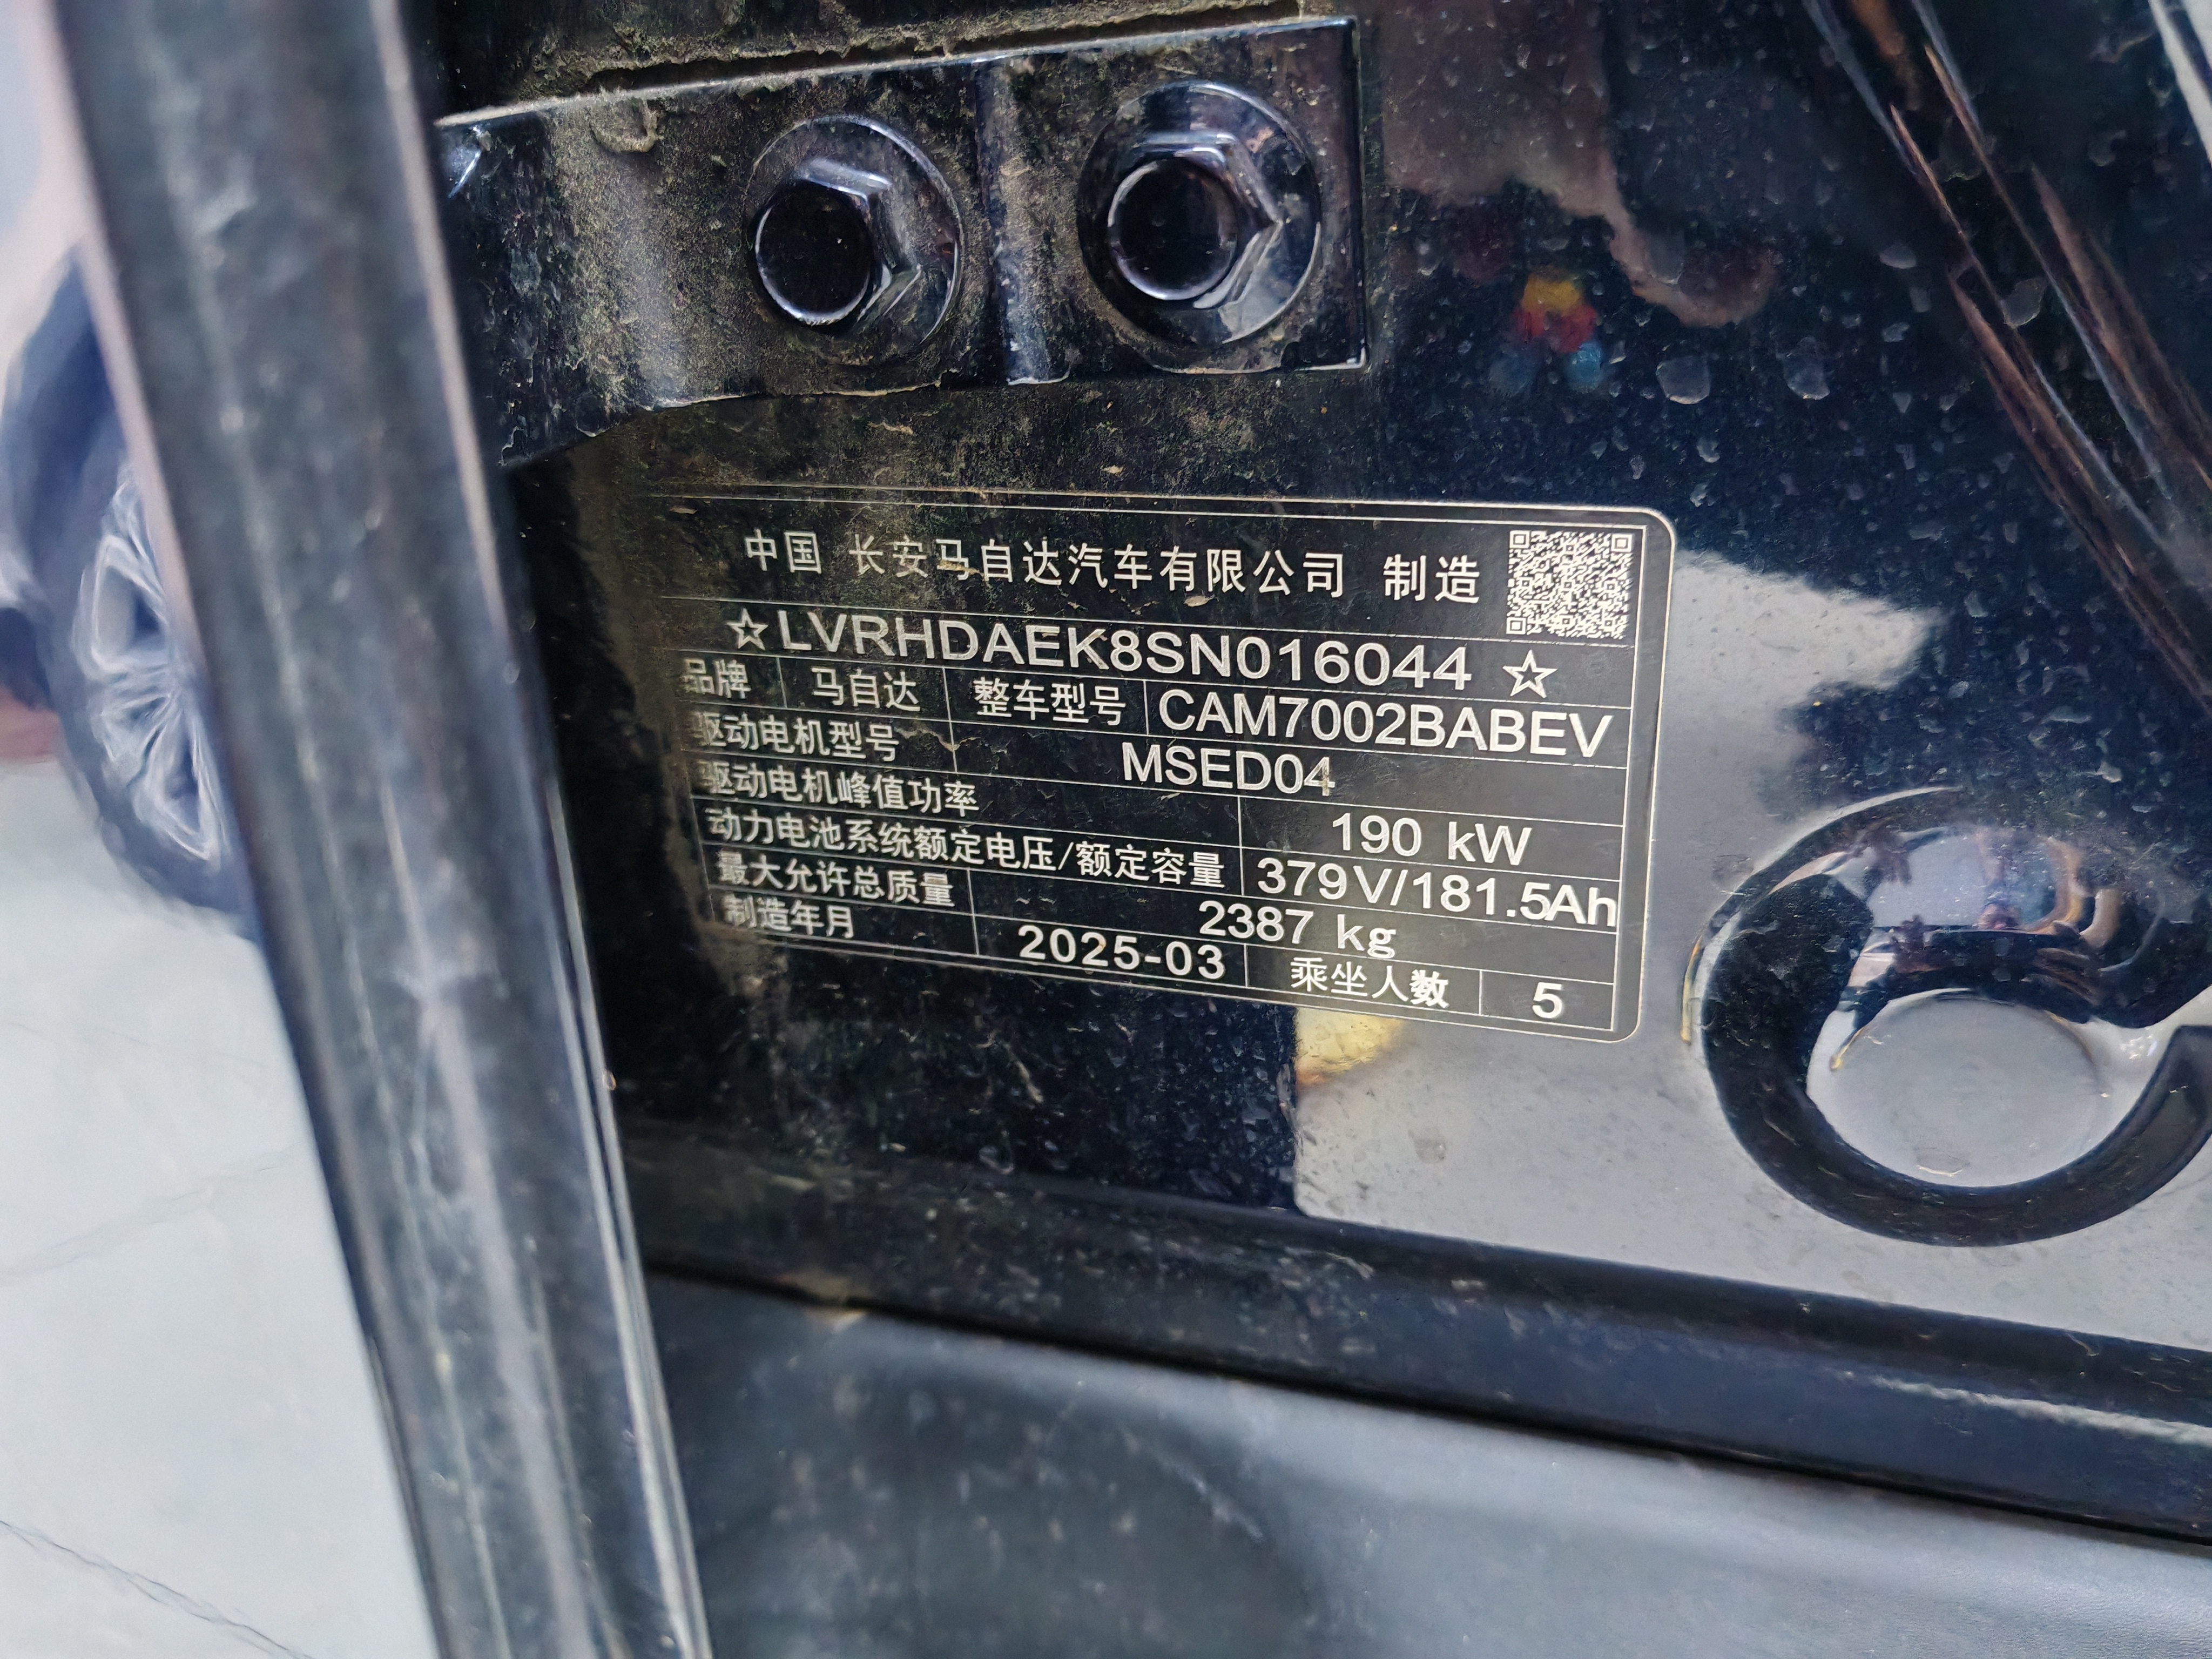 中国 长安马自达汽车有限公司 制造
☆LVRHDAEK8SN016044☆
品牌 马自达 整车型号 CAM7002BABEV
驱动电机型号 MSED04
驱动电机峰值功率 190 kW
动力电池系统额定电压/额定容量 379V/181.5Ah
最大允许总质量 2387 kg
制造年月 2025-03 乘坐人数 5